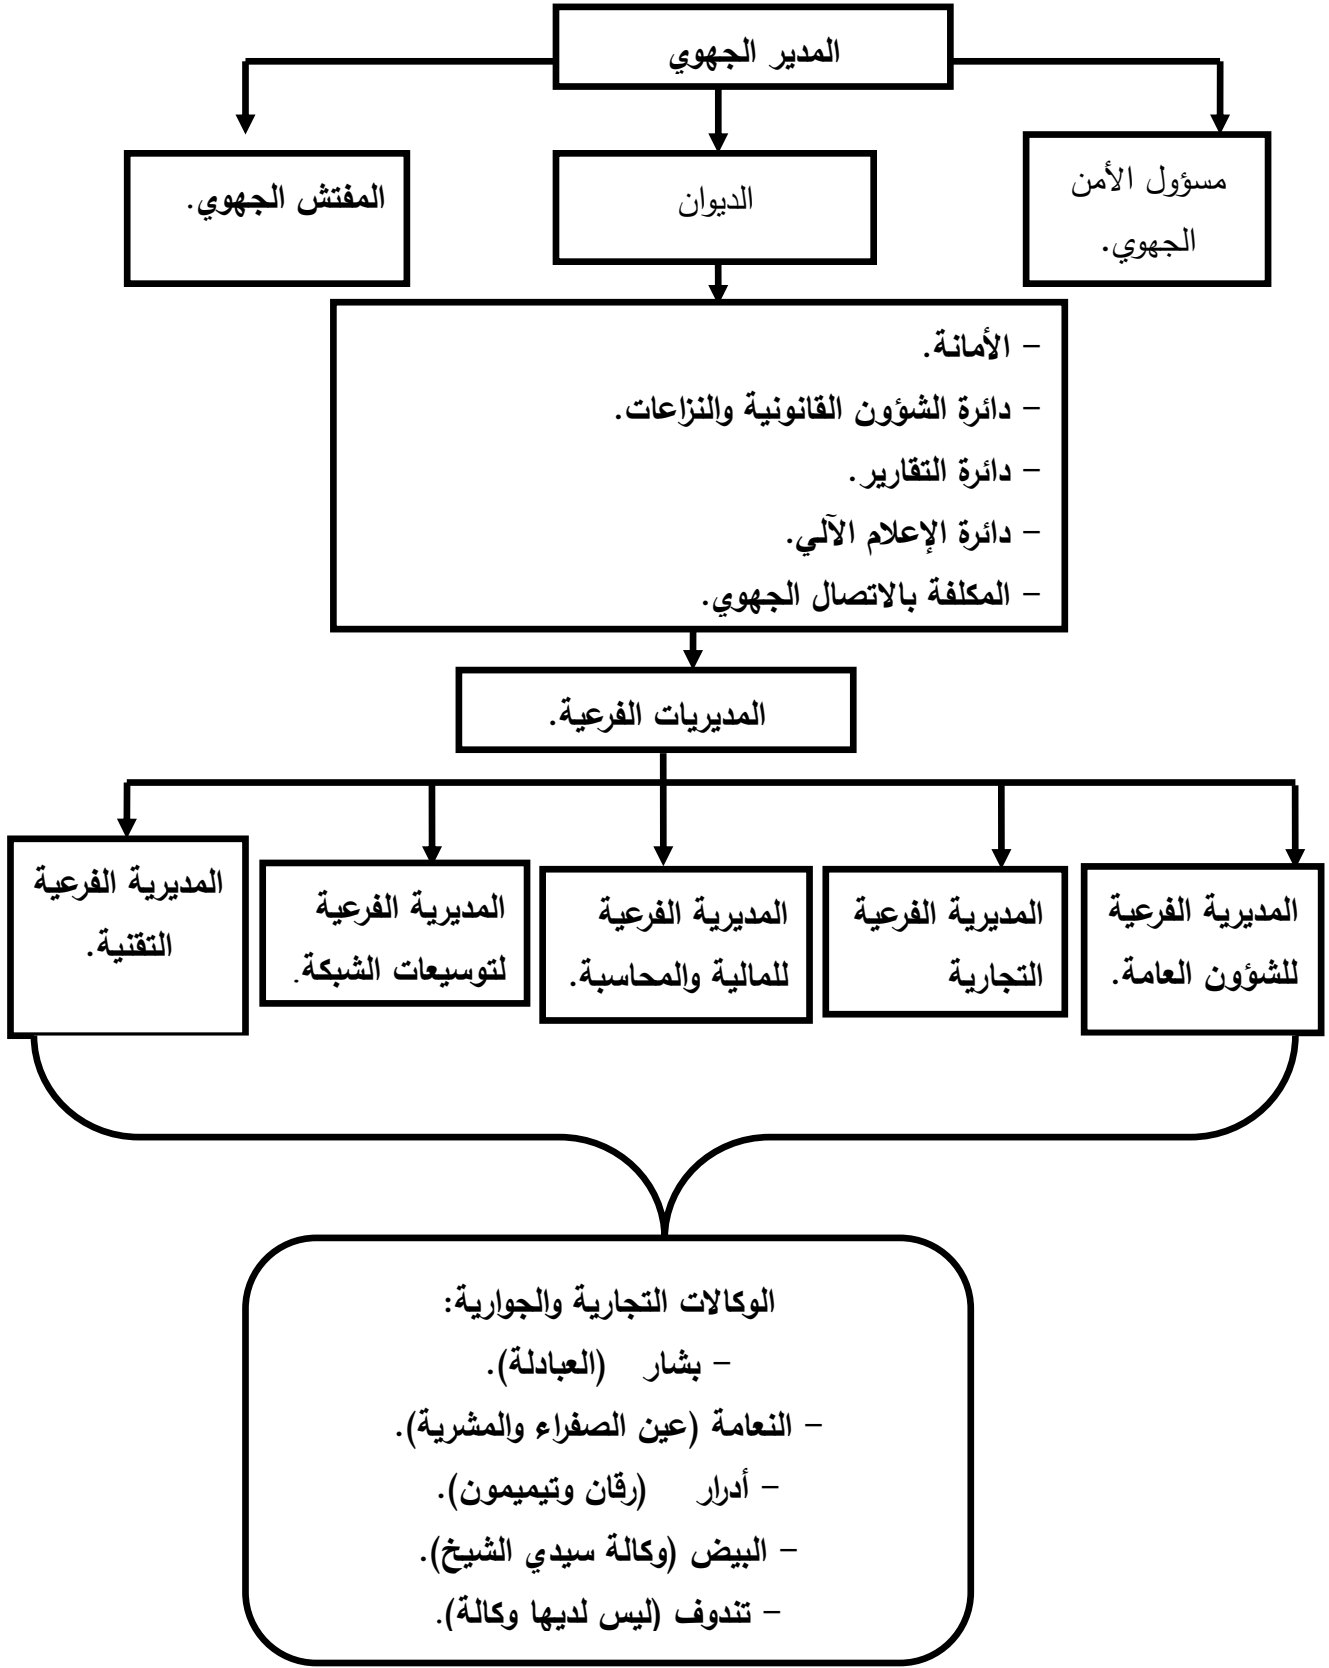 المدير الجهوي
مسؤول الأمن
الجهوي.
الديوان
المفتش الجهوي.
– الأمانة.
– دائرة الشؤون القانونية والنزاعات.
– دائرة التقارير.
– دائرة الإعلام الآلي.
– المكلفة بالاتصال الجهوي.
المديريات الفرعية.
المديرية الفرعية
للشؤون العامة.
المديرية الفرعية
التجارية
المديرية الفرعية
للمالية والمحاسبة.
المديرية الفرعية
لتوسيعات الشبكة.
المديرية الفرعية
التقنية.
الوكالات التجارية والجوارية:
– بشار (العبادلة).
– النعامة (عين الصفراء والمشرية).
– أدرار (رقان وتيميمون).
– البيض (وكالة سيدي الشيخ).
– تندوف (ليس لديها وكالة).